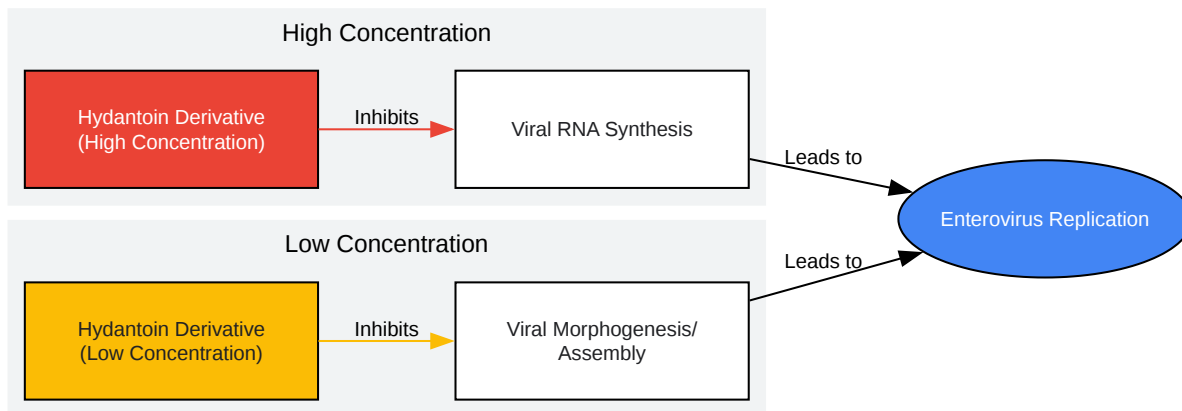 High Concentration
Hydantoin Derivative
(High Concentration)
Inhibits
Viral RNA Synthesis
Leads to
Enterovirus Replication
Low Concentration
Leads to
Hydantoin Derivative
(Low Concentration)
Inhibits
Viral Morphogenesis/
Assembly